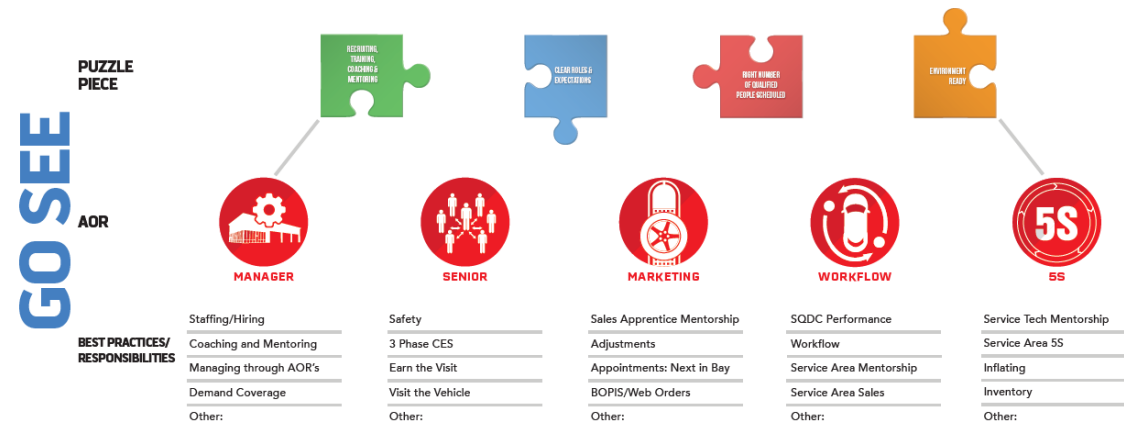 GO SEE
PUZZLE
PIECE
RECRUITING,
TRAINING,
COACHING &
MENTORING
CLEAR ROLES &
EXPECTATIONS
RIGHT NUMBER
OF QUALIFIED
PEOPLE SCHEDULED
ENVIRONMENT
READY
AOR
MANAGER
SENIOR
MARKETING
WORKFLOW
5S
5S
BEST PRACTICES/
RESPONSIBILITIES
Staffing/Hiring
Coaching and Mentoring
Managing through AOR's
Demand Coverage
Other:
Safety
3 Phase CES
Earn the Visit
Visit the Vehicle
Other:
Sales Apprentice Mentorship
Adjustments
Appointments: Next in Bay
BOPIS/Web Orders
Other:
SQDC Performance
Workflow
Service Area Mentorship
Service Area Sales
Other:
Service Tech Mentorship
Service Area 5S
Inflating
Inventory
Other: